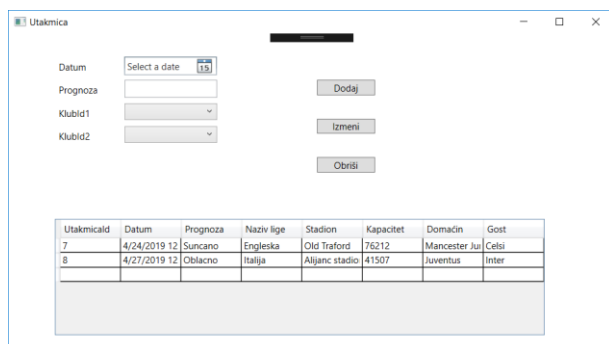 Utakmica
Datum Select a date 15
Prognoza Dodaj
KlubId1
KlubId2 Izmeni
Obriši
UtakmicaId Datum Prognoza Naziv lige Stadion Kapacitet Domaćin Gost
7 4/24/2019 12 Suncano Engleska Old Traford 76212 Mancester Jui Celsi
8 4/27/2019 12 Oblacno Italija Alijanc stadio 41507 Juventus Inter